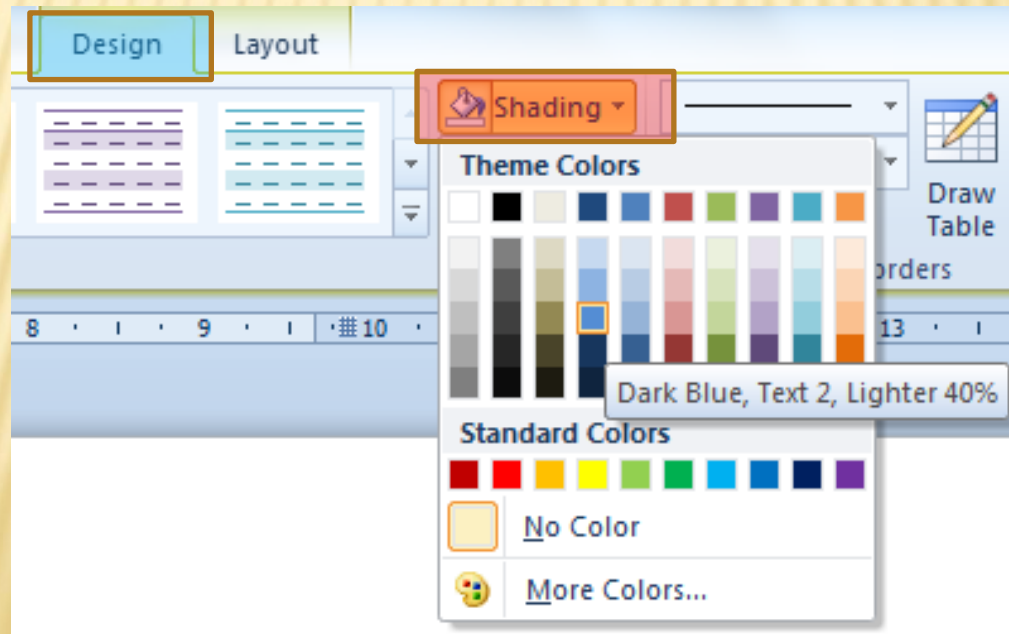 Design Layout
Shading
Theme Colors
Draw
Table
8 9 10 13
Dark Blue, Text 2, Lighter 40%
Standard Colors
No Color
More Colors...